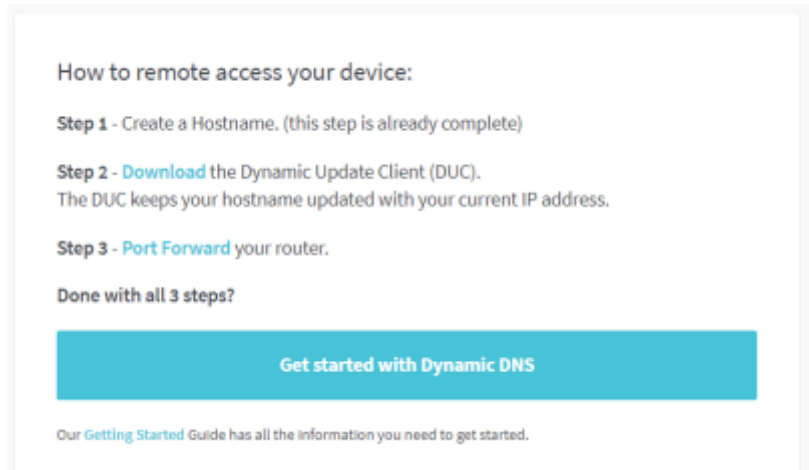 How to remote access your device:
Step 1 - Create a Hostname. (this step is already complete)
Step 2 - Download the Dynamic Update Client (DUC).
The DUC keeps your hostname updated with your current IP address.
Step 3 - Port Forward your router.
Done with all 3 steps?
Get started with Dynamic DNS
Our Getting Started Guide has all the information you need to get started.